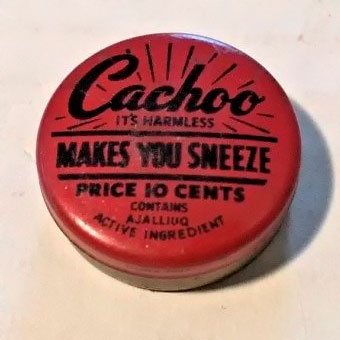 Cachoo
IT'S HARMLESS
MAKES YOU SNEEZE
PRICE 10 CENTS
CONTAINS
AJALLIUQ
ACTIVE INGREDIENT